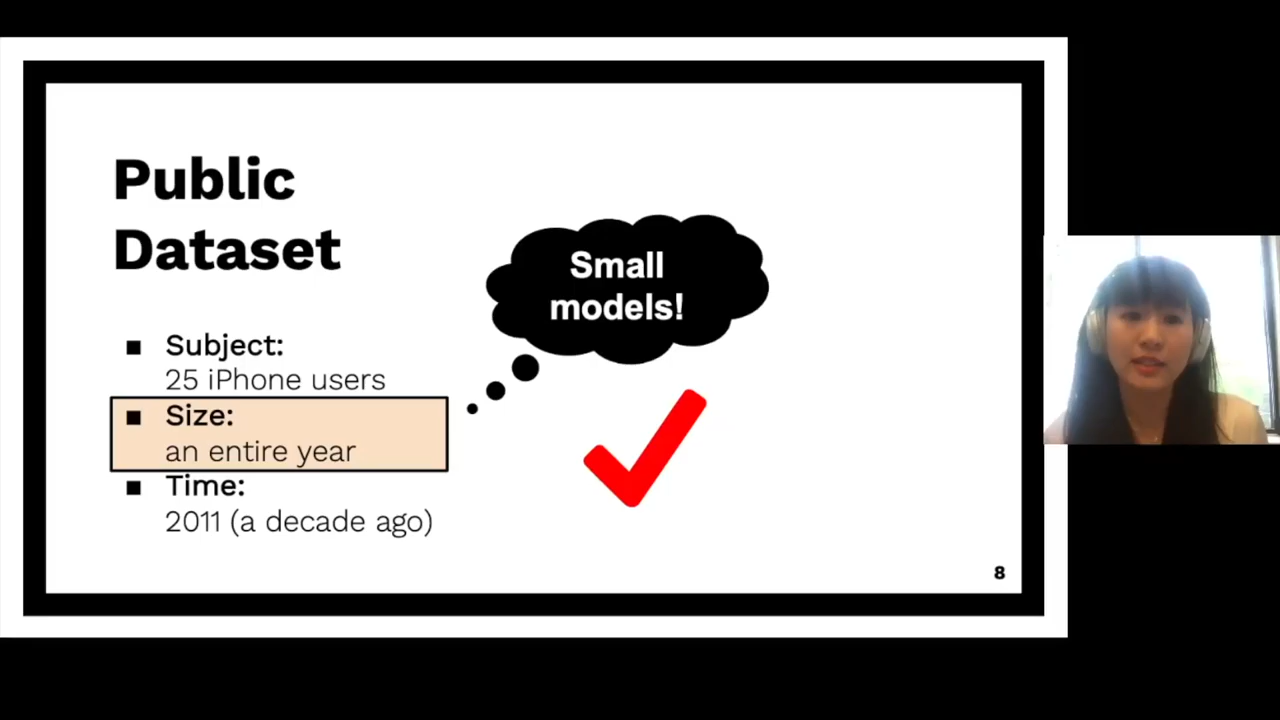 Public
Dataset
Small
models!
■ Subject:
25 iPhone users
■ Size:
an entire year
■ Time:
2011 (a decade ago)
8